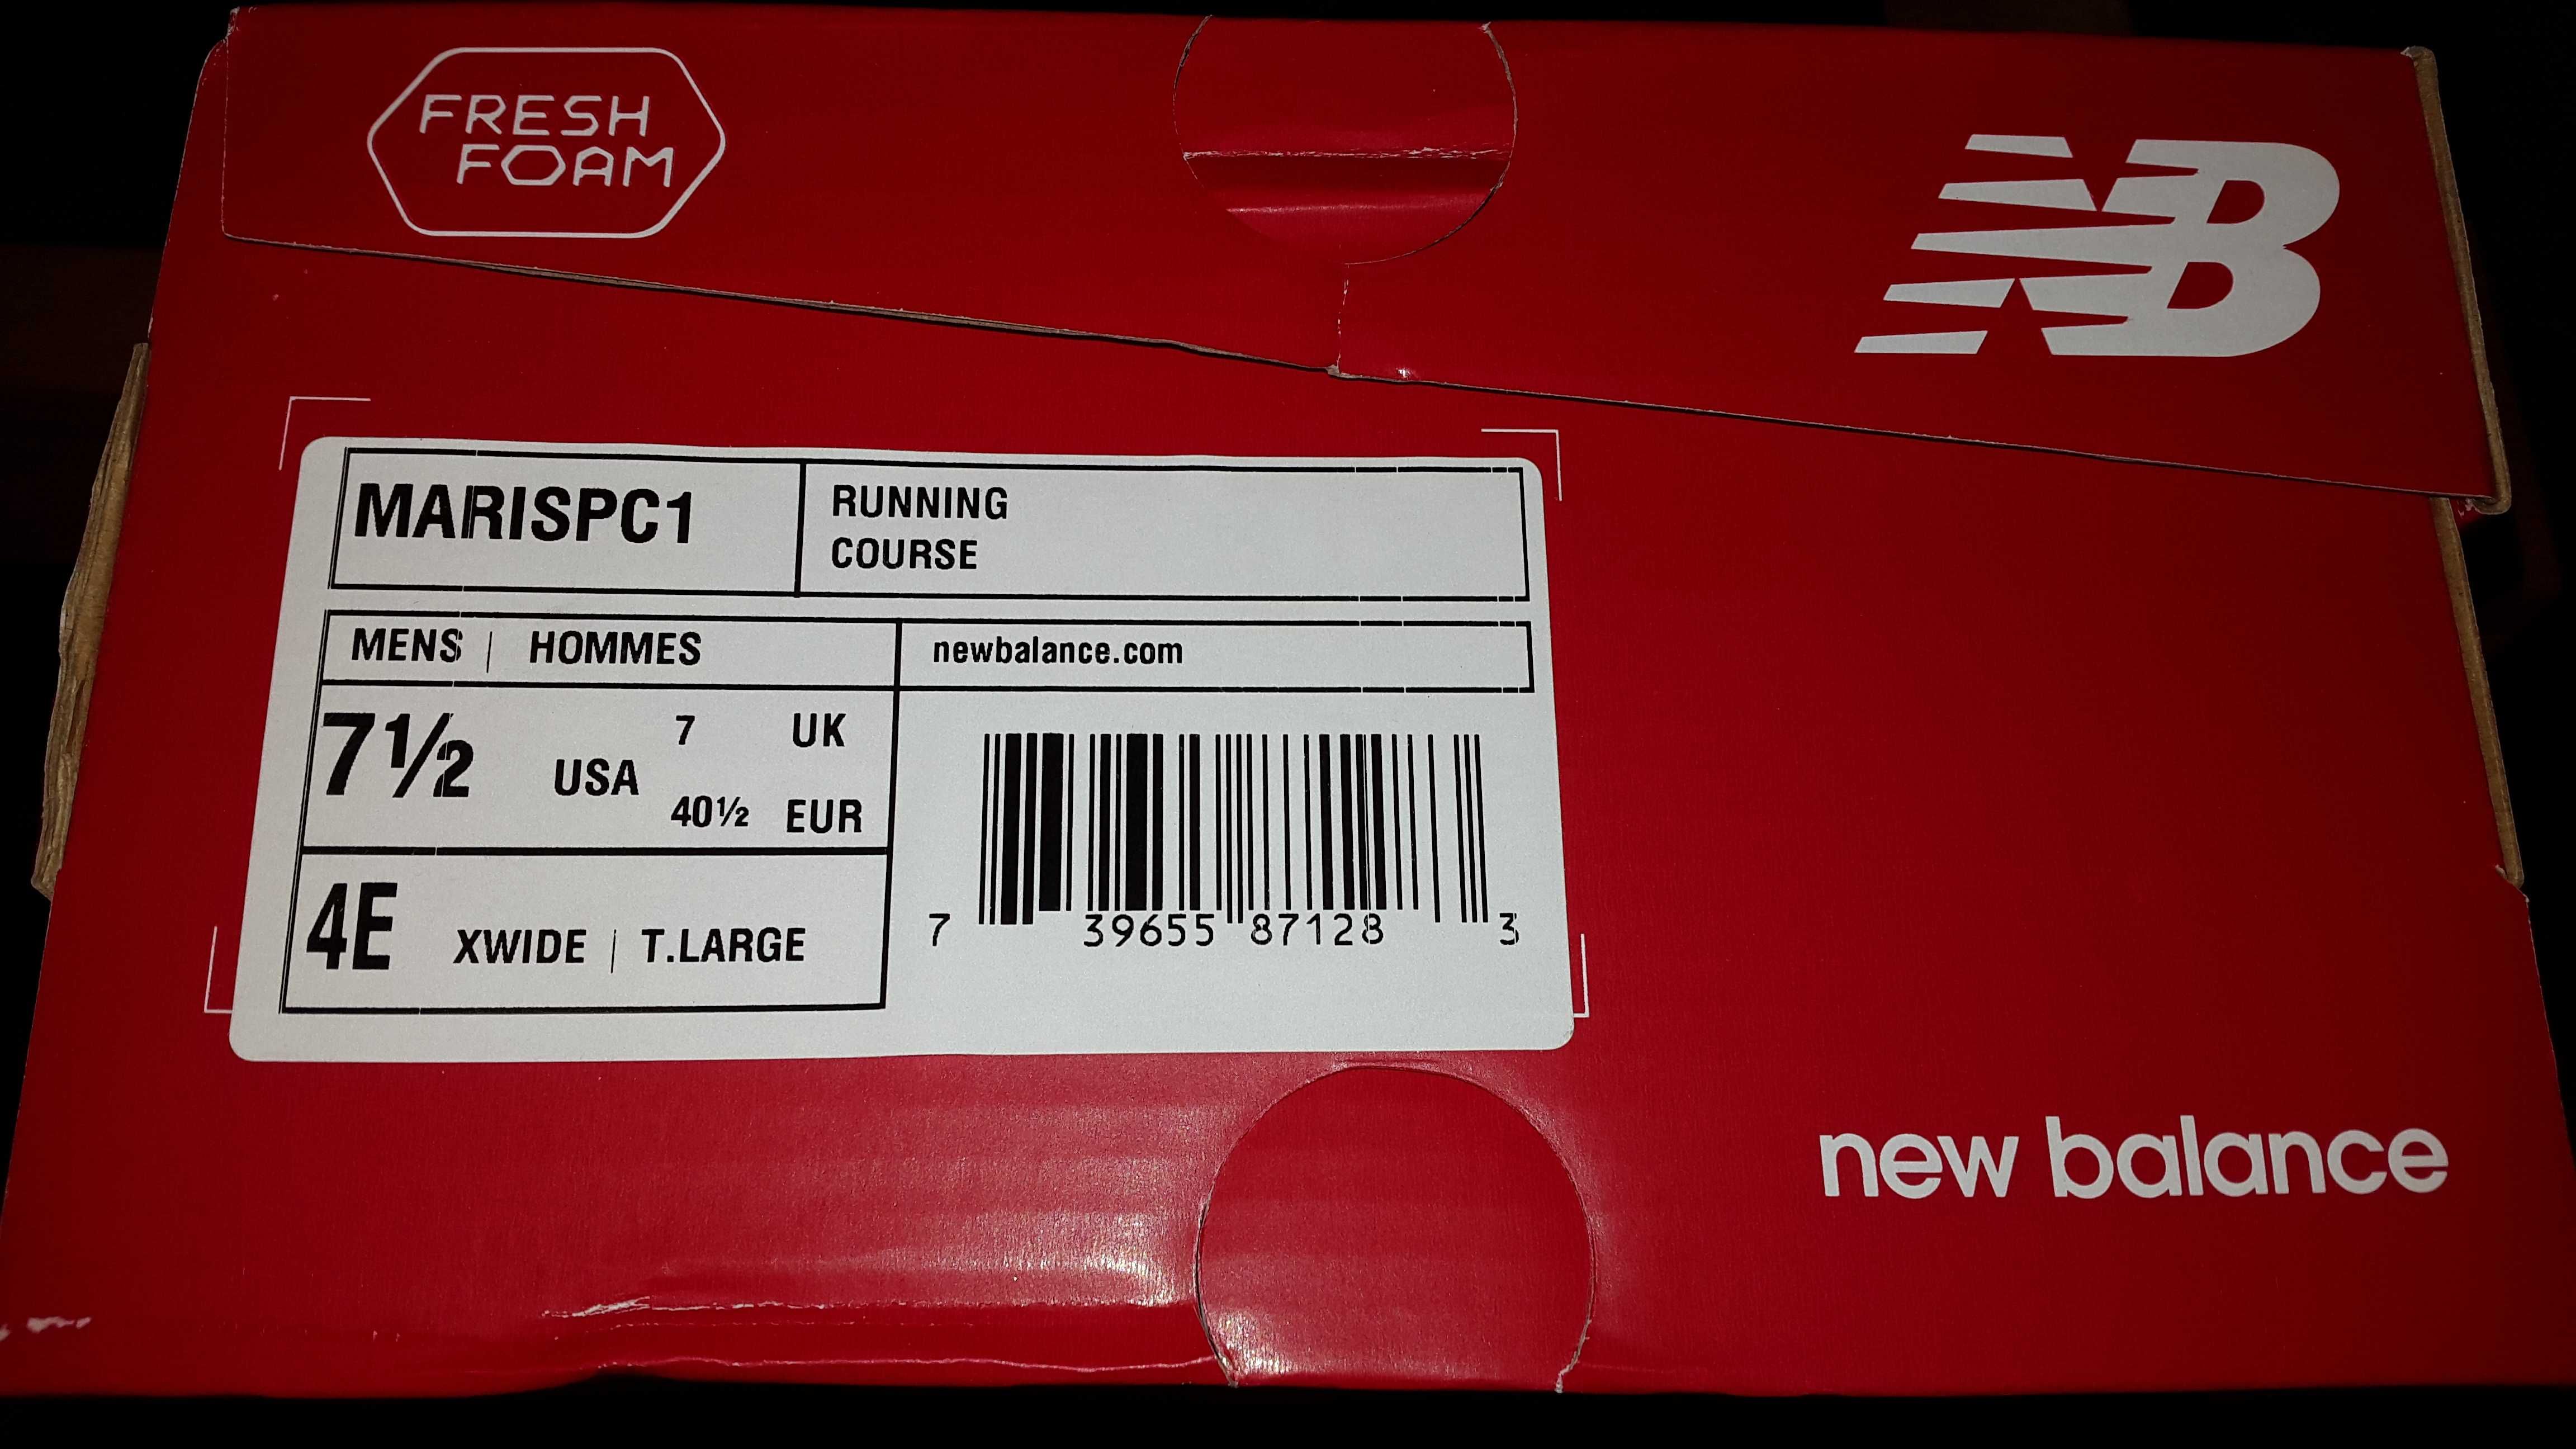 FRESH
FOAM
NB
MARISPC1
RUNNING
COURSE
MENS | HOMMES
newbalance.com
7½ USA
7 UK
40½ EUR
4E XWIDE | T.LARGE
7 39655 87128 3
new balance